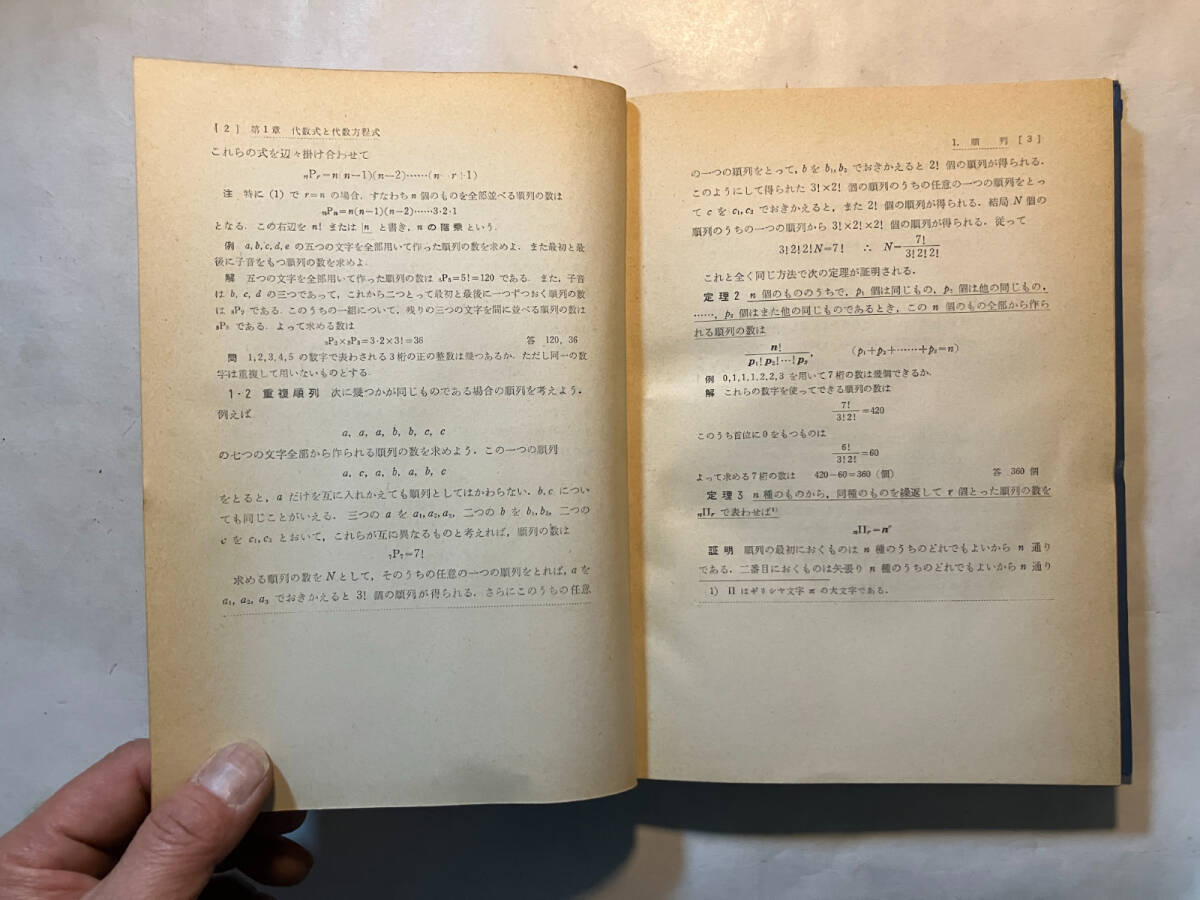 [2] 第1章 代数式と代数方程式
これらの式を辺々掛け合わせて
ₙPᵣ=n(n−1)(n−2)……(n−r+1)
注 特に (1) で r=n の場合, すなわち n 個のものを全部並べる順列の数は
ₙPₙ=n(n−1)(n−2)……3·2·1
となる. この右辺を n! または |n と書き, n の階乗という.
例 a,b,c,d,e の五つの文字を全部用いて作った順列の数を求めよ. また最初と最
後に子音をもつ順列の数を求めよ.
解 五つの文字を全部用いて作った順列の数は ₅P₅=5!=120 である. また, 子音
は b, c, d の三つであって, これから二つとって最初と最後に一つずつおく順列の数
は ₃P₂ である. このうちの一組について, 残りの三つの文字を間に並べる順列の数は
₃P₃ である. よって求める数は
₃P₂×₃P₃=3·2×3!=36 答 120, 36
問 1,2,3,4,5 の数字で表わされる3桁の正の整数は幾つあるか. ただし同一の数
字は重複して用いないものとする.
1·2 重複順列 次に幾つかが同じものである場合の順列を考えよう.
例えば
a, a, a, b, b, c, c
の七つの文字全部から作られる順列の数を求めよう. この一つの順列
a, c, a, b, a, b, c
をとると, a だけを互に入れかえても順列としてはかわらない. b,c につい
ても同じことがいえる. 三つの a を a₁,a₂,a₃, 二つの b を b₁,b₂, 二つの
c を c₁,c₂ とおいて, これらが互に異なるものと考えれば, 順列の数は
₇P₇=7!
求める順列の数を N として, そのうちの任意の一つの順列をとれば, a を
a₁, a₂, a₃ でおきかえると 3! 個の順列が得られる. さらにこのうちの任意
1. 順列 [3]
の一つの順列をとって, b を b₁,b₂ でおきかえると 2! 個の順列が得られる.
このようにして得られた 3!×2! 個の順列のうちの任意の一つの順列をとっ
て c を c₁,c₂ でおきかえると, また 2! 個の順列が得られる. 結局 N 個の
順列のうちの一つの順列から 3!×2!×2! 個の順列が得られる. 従って
3!2!2!N=7! ∴ N=7!/3!2!2!
これと全く同じ方法で次の定理が証明される.
定理2 n 個のもののうちで, p₁ 個は同じもの, p₂ 個は他の同じもの,
……, pₛ 個はまた他の同じものであるとき, この n 個のもの全部から作ら
れる順列の数は
n!/p₁!p₂!…!pₛ, (p₁+p₂+……+pₛ=n)
例 0,1,1,1,2,2,3 を用いて7桁の数は幾個できるか.
解 これらの数字を使ってできる順列の数は
7!/3!2!=420
このうち首位に0をもつものは
6!/3!2!=60
よって求める7桁の数は 420−60=360 (個) 答 360 個
定理3 n 種のものから, 同種のものを繰返して r 個とった順列の数を
ₙΠᵣ で表わせば¹⁾
ₙΠᵣ=nʳ
証明 順列の最初におくものは n 種のうちのどれでもよいから n 通り
である. 二番目におくものは矢張り n 種のうちのどれでもよいから n 通り
1) Π はギリシヤ文字 π の大文字である.